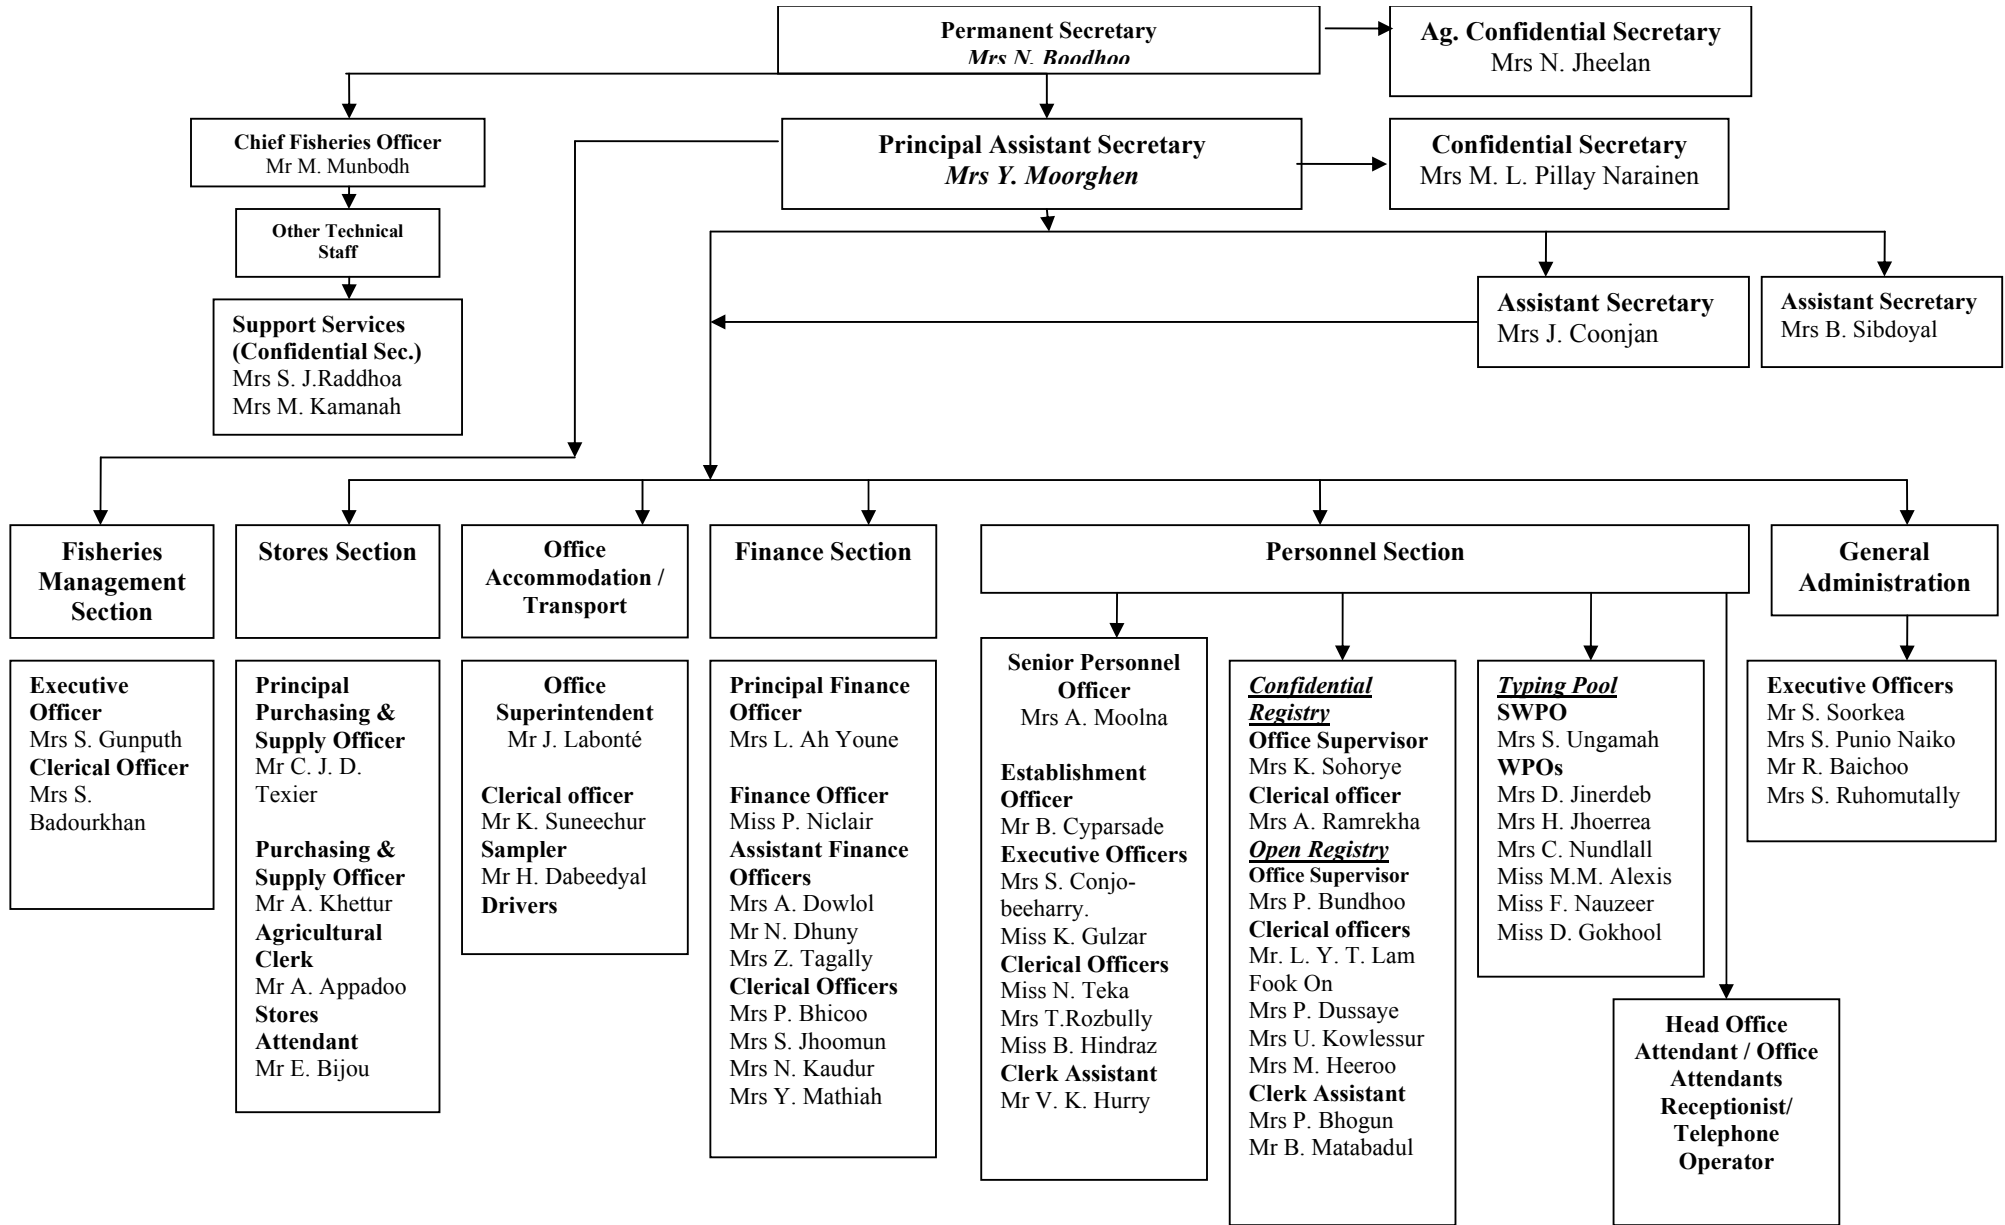 Permanent Secretary
Mrs N. Boodhoo
Ag. Confidential Secretary
Mrs N. Jheelan
Chief Fisheries Officer
Mr M. Munbodh
Principal Assistant Secretary
Mrs Y. Moorghen
Confidential Secretary
Mrs M. L. Pillay Narainen
Other Technical
Staff
Support Services
(Confidential Sec.)
Mrs S. J.Raddhoa
Mrs M. Kamanah
Assistant Secretary
Mrs J. Coonjan
Assistant Secretary
Mrs B. Sibdoyal
Fisheries
Management
Section
Stores Section
Office
Accommodation /
Transport
Finance Section
Personnel Section
General
Administration
Executive
Officer
Mrs S. Gunputh
Clerical Officer
Mrs S.
Badourkhan
Principal
Purchasing &
Supply Officer
Mr C. J. D.
Texier
Purchasing &
Supply Officer
Mr A. Khettur
Agricultural
Clerk
Mr A. Appadoo
Stores
Attendant
Mr E. Bijou
Office
Superintendent
Mr J. Labonté
Clerical officer
Mr K. Suneechur
Sampler
Mr H. Dabeedyal
Drivers
Principal Finance
Officer
Mrs L. Ah Youne
Finance Officer
Miss P. Niclair
Assistant Finance
Officers
Mrs A. Dowlol
Mr N. Dhuny
Mrs Z. Tagally
Clerical Officers
Mrs P. Bhicoo
Mrs S. Jhoomun
Mrs N. Kaudur
Mrs Y. Mathiah
Senior Personnel
Officer
Mrs A. Moolna
Establishment
Officer
Mr B. Cyparsade
Executive Officers
Mrs S. Conjo-
beeharry.
Miss K. Gulzar
Clerical Officers
Miss N. Teka
Mrs T.Rozbully
Miss B. Hindraz
Clerk Assistant
Mr V. K. Hurry
Confidential
Registry
Office Supervisor
Mrs K. Sohorye
Clerical officer
Mrs A. Ramrekha
Open Registry
Office Supervisor
Mrs P. Bundhoo
Clerical officers
Mr. L. Y. T. Lam
Fook On
Mrs P. Dussaye
Mrs U. Kowlessur
Mrs M. Heeroo
Clerk Assistant
Mrs P. Bhogun
Mr B. Matabadul
Typing Pool
SWPO
Mrs S. Ungamah
WPOs
Mrs D. Jinerdeb
Mrs H. Jhoerrea
Mrs C. Nundlall
Miss M.M. Alexis
Miss F. Nauzeer
Miss D. Gokhool
Head Office
Attendant / Office
Attendants
Receptionist/
Telephone
Operator
Executive Officers
Mr S. Soorkea
Mrs S. Punio Naiko
Mr R. Baichoo
Mrs S. Ruhomutally